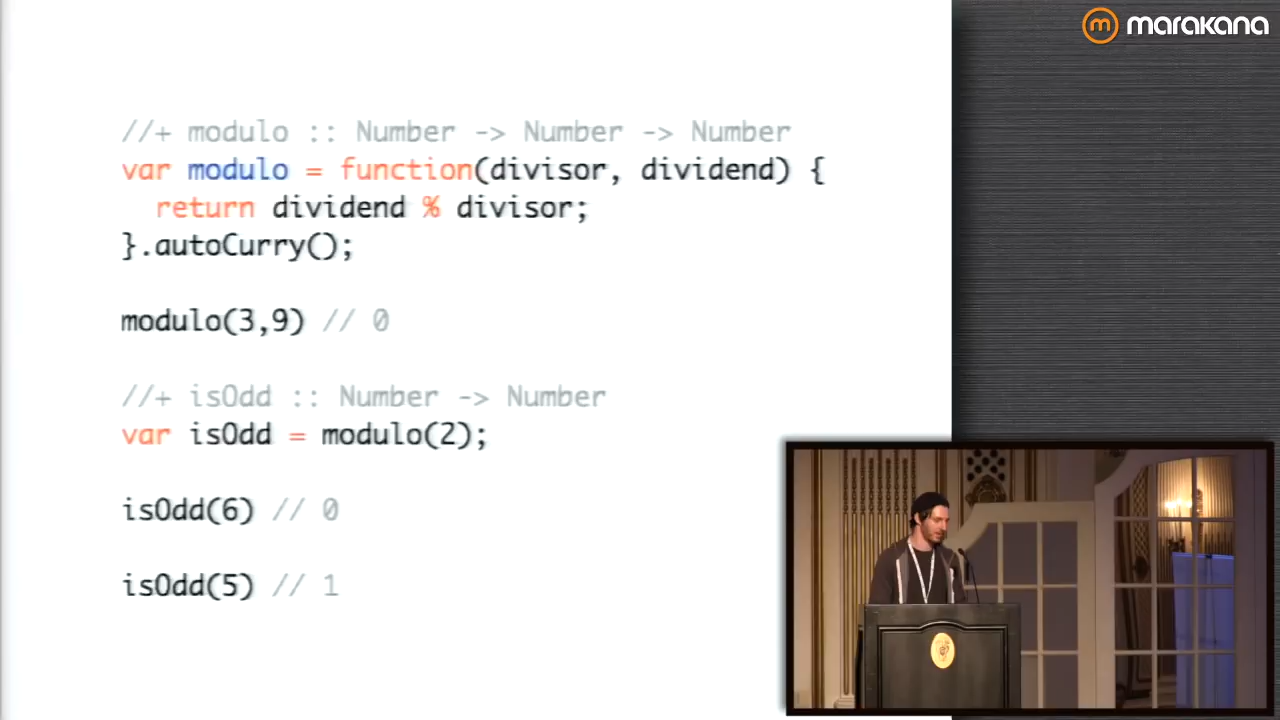 marakana
//+ modulo :: Number -> Number -> Number
var modulo = function(divisor, dividend) {
  return dividend % divisor;
}.autoCurry();
modulo(3,9) // 0
//+ isOdd :: Number -> Number
var isOdd = modulo(2);
isOdd(6) // 0
isOdd(5) // 1